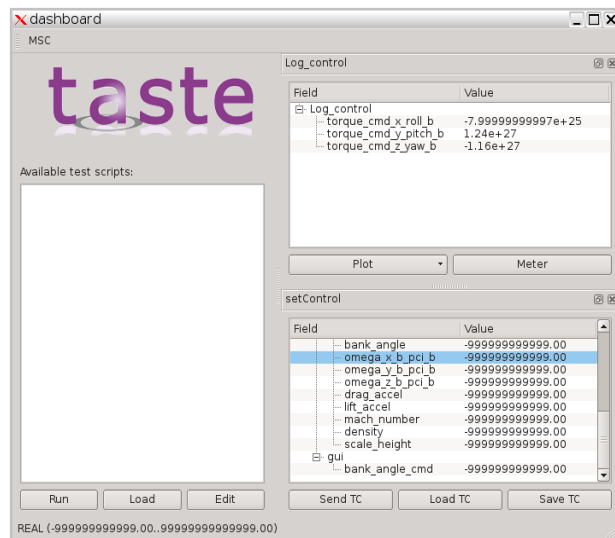 dashboard
MSC
taste
Available test scripts:
Run
Load
Edit
Log_control
Field Value
Log_control
torque_cmd_x_roll_b -7.99999999997e+25
torque_cmd_y_pitch_b 1.24e+27
torque_cmd_z_yaw_b -1.16e+27
Plot
Meter
setControl
Field Value
bank_angle -999999999999.00
omega_x_b_pci_b -999999999999.00
omega_y_b_pci_b -999999999999.00
omega_z_b_pci_b -999999999999.00
drag_accel -999999999999.00
lift_accel -999999999999.00
mach_number -999999999999.00
density -999999999999.00
scale_height -999999999999.00
gui
bank_angle_cmd -999999999999.00
Send TC
Load TC
Save TC
REAL (-999999999999.00..99999999999999.00)